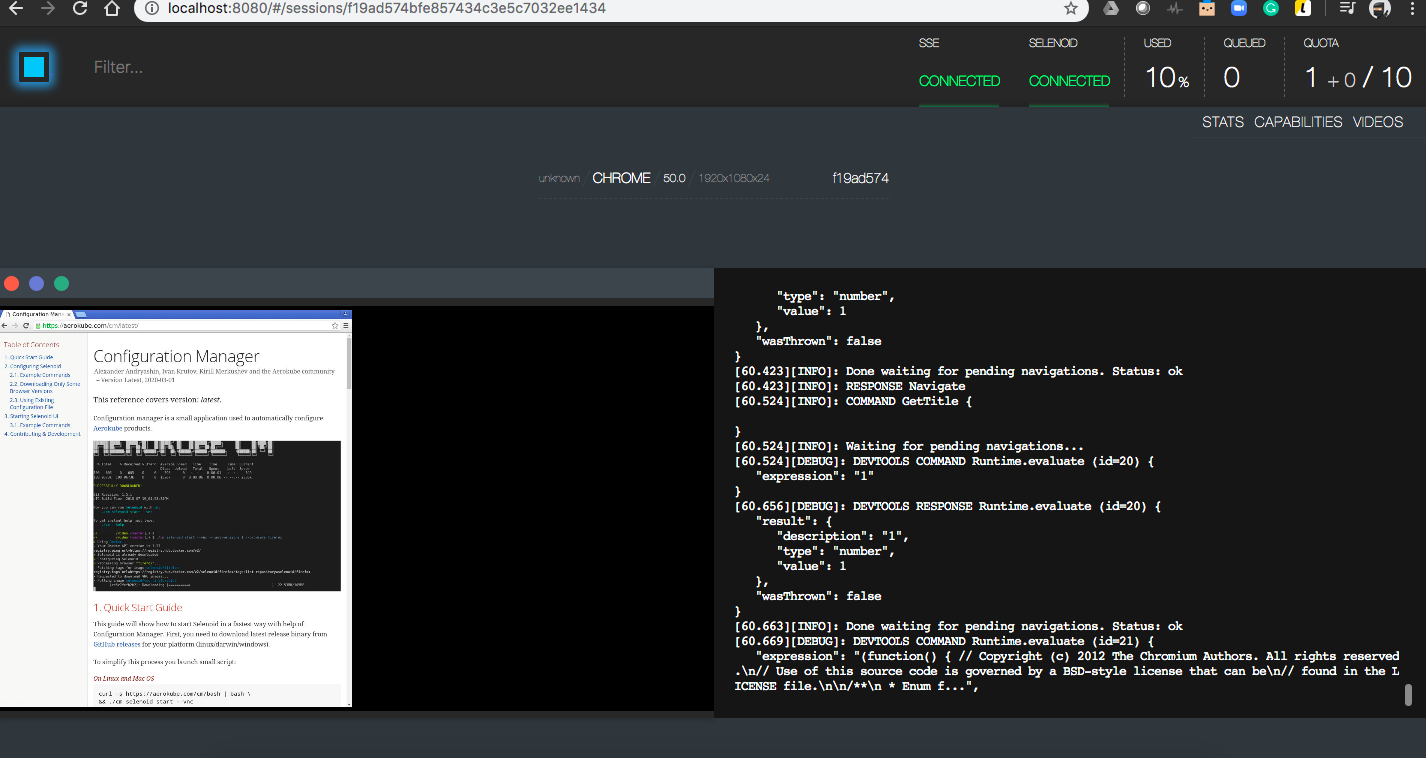 localhost:8080/#/sessions/f19ad574bfe857434c3e5c7032ee1434
Filter...
SSE
CONNECTED
SELENOID
CONNECTED
USED
10%
QUEUED
0
QUOTA
1 + 0 / 10
STATS CAPABILITIES VIDEOS
unknown / CHROME / 50.0 / 1920x1080x24 f19ad574
Configuration Man
https://aerokube.com/cm/latest/
Table of Contents
1. Quick Start Guide
2. Configuring Selenoid
2.1. Example Commands
2.2. Downloading Only Some
Browser Versions
2.3. Using Existing
Configuration File
3. Starting Selenoid UI
3.1. Example Commands
4. Contributing & Development
Configuration Manager
Alexander Andryashin, Ivan Krutov, Kirill Merkushev and the Aerokube community
– Version Latest, 2020-03-01
This reference covers version: latest.
Configuration manager is a small application used to automatically configure
Aerokube products.
1. Quick Start Guide
This guide will show how to start Selenoid in a fastest way with help of
Configuration Manager. First, you need to download latest release binary from
GitHub releases for your platform (linux/darwin/windows).
To simplify this process you launch small script:
On Linux and Mac OS
curl -s https://aerokube.com/cm/bash | bash \
&& ./cm selenoid start --vnc
"type": "number",
"value": 1
},
"wasThrown": false
}
[60.423][INFO]: Done waiting for pending navigations. Status: ok
[60.423][INFO]: RESPONSE Navigate
[60.524][INFO]: COMMAND GetTitle {
}
[60.524][INFO]: Waiting for pending navigations...
[60.524][DEBUG]: DEVTOOLS COMMAND Runtime.evaluate (id=20) {
"expression": "1"
}
[60.656][DEBUG]: DEVTOOLS RESPONSE Runtime.evaluate (id=20) {
"result": {
"description": "1",
"type": "number",
"value": 1
},
"wasThrown": false
}
[60.663][INFO]: Done waiting for pending navigations. Status: ok
[60.669][DEBUG]: DEVTOOLS COMMAND Runtime.evaluate (id=21) {
"expression": "(function() { // Copyright (c) 2012 The Chromium Authors. All rights reserved
.\n// Use of this source code is governed by a BSD-style license that can be\n// found in the L
ICENSE file.\n\n/**\n * Enum f...",